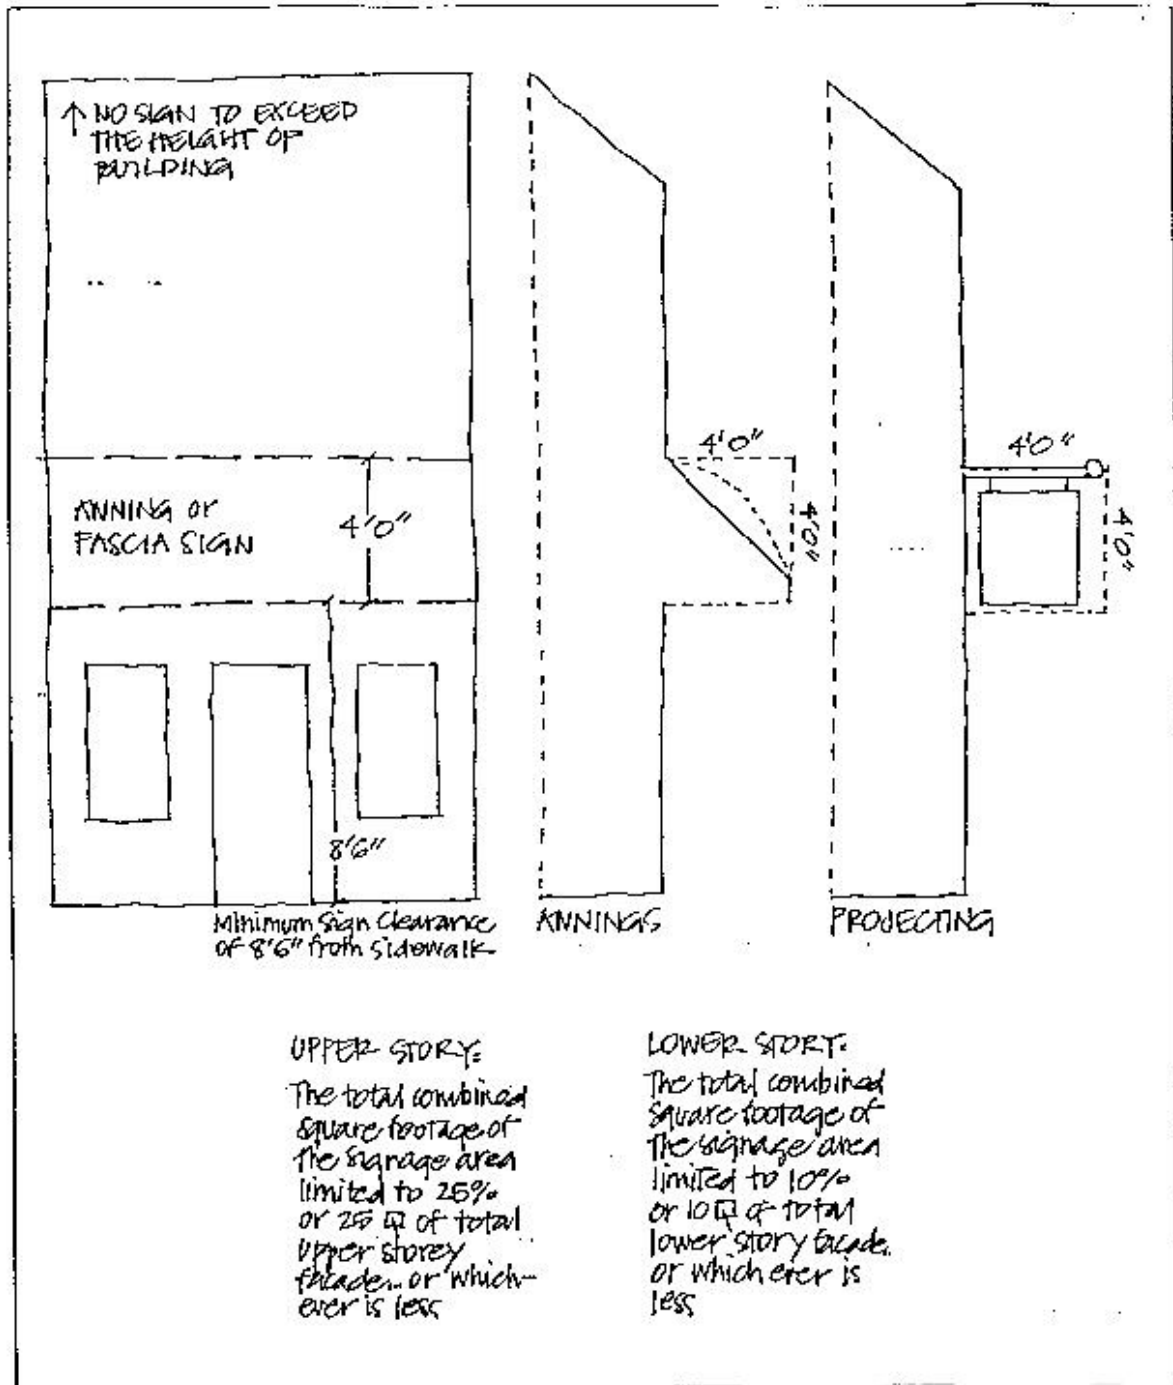 ↑ NO SIGN TO EXCEED
THE HEIGHT OF
BUILDING
4'0"
4'0"
ANNING OR
FASCIA SIGN
4'0"
4'0"
4'0"
8'6"
Minimum Sign Clearance
of 8'6" from sidewalk
ANNINGS
PROJECTING
UPPER STORY:
The total combined
square footage of
the signage area
limited to 25%
or 25 of total
upper storey
facade.. or which-
ever is less
LOWER STORY:
The total combined
square footage of
the signage area
limited to 10%
or 10 of total
lower story facade.
or which ever is
less